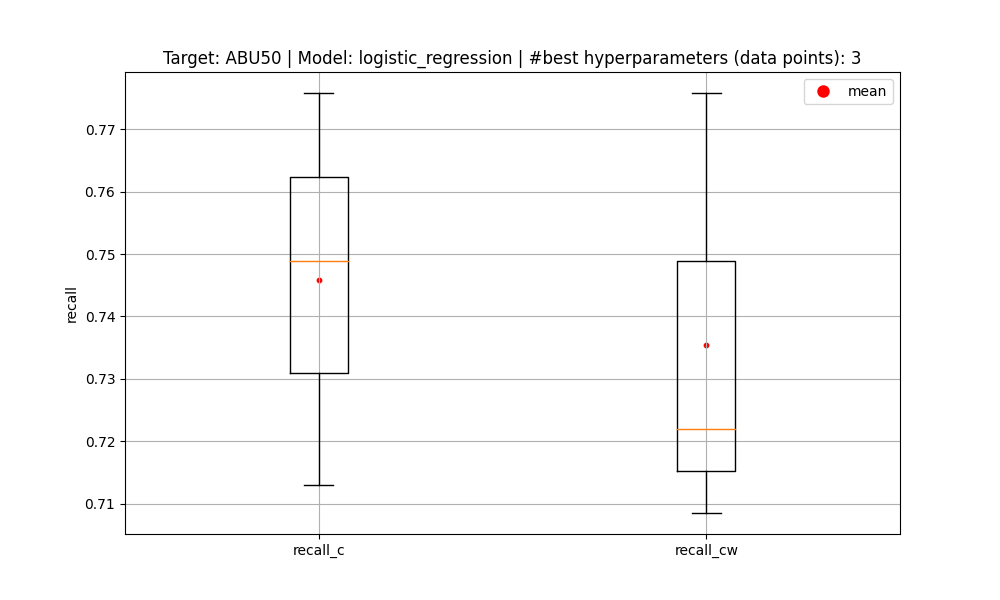 Target: ABU50 | Model: logistic_regression | #best hyperparameters (data points): 3
mean
0.77
0.76
0.75
0.74
0.73
0.72
0.71
recall
recall_c
recall_cw